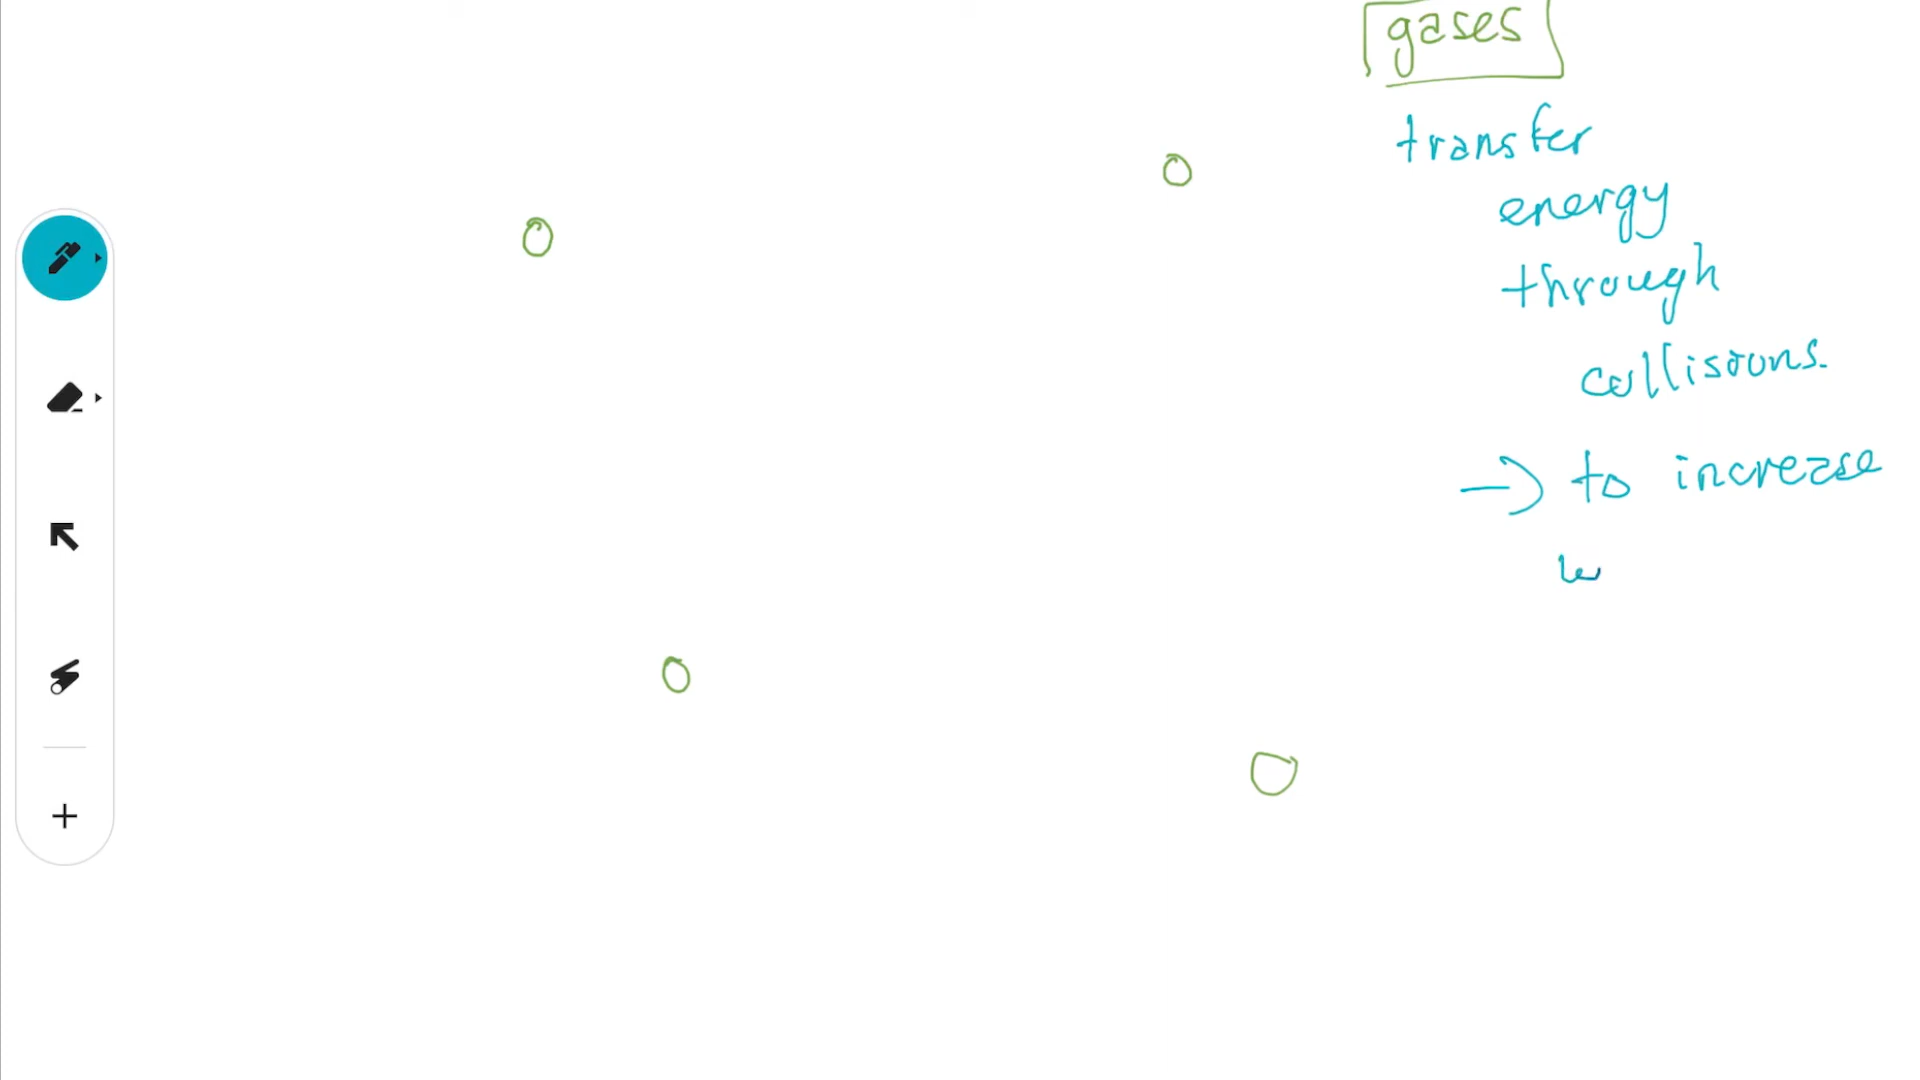 gases
transfer
energy
through
collisions.
→ to increase